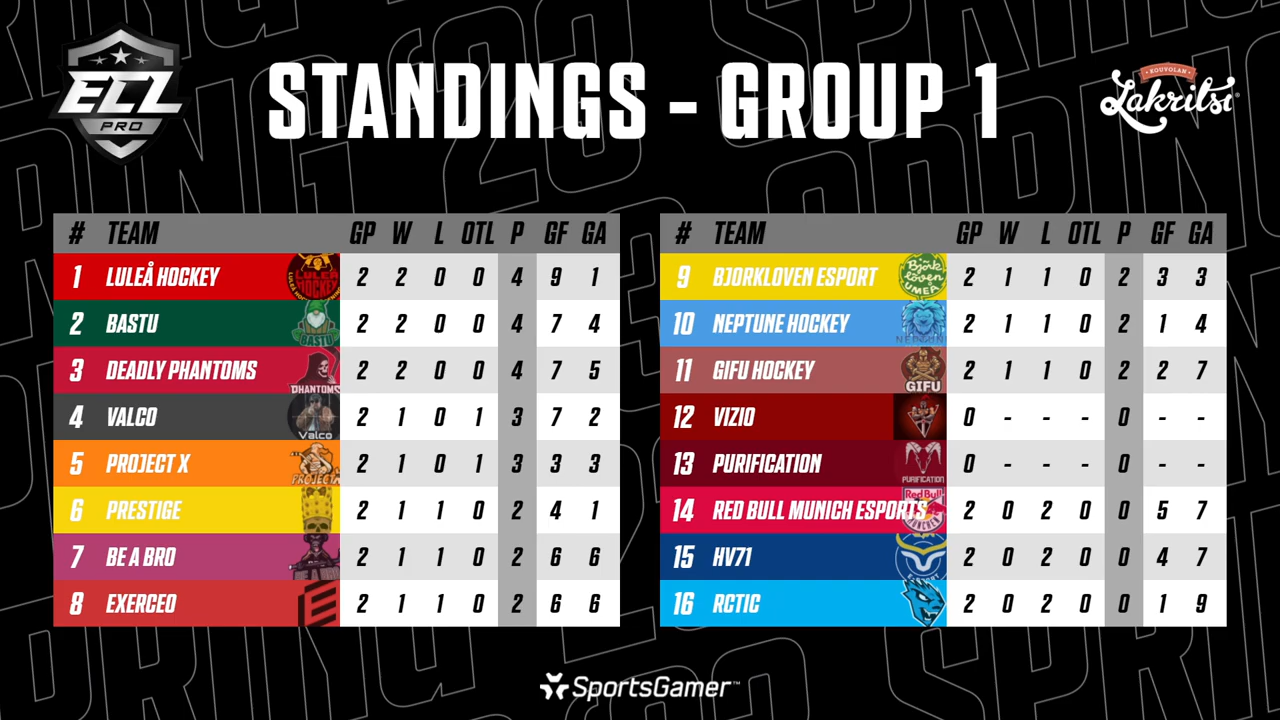 ECL
PRO
STANDINGS - GROUP 1
KOUVOLAN
Lakritsi
# TEAM GP W L OTL P GF GA
1 LULEÅ HOCKEY 2 2 0 0 4 9 1
2 BASTU 2 2 0 0 4 7 4
3 DEADLY PHANTOMS 2 2 0 0 4 7 5
4 VALCO 2 1 0 1 3 7 2
5 PROJECT X 2 1 0 1 3 3 3
6 PRESTIGE 2 1 1 0 2 4 1
7 BE A BRO 2 1 1 0 2 6 6
8 EXERCEO 2 1 1 0 2 6 6
# TEAM GP W L OTL P GF GA
9 BJORKLOVEN ESPORT 2 1 1 0 2 3 3
10 NEPTUNE HOCKEY 2 1 1 0 2 1 4
11 GIFU HOCKEY 2 1 1 0 2 2 7
12 VIZIO 0 - - - 0 - -
13 PURIFICATION 0 - - - 0 - -
14 RED BULL MUNICH ESPORTS 2 0 2 0 0 5 7
15 HV71 2 0 2 0 0 4 7
16 RCTIC 2 0 2 0 0 1 9
SportsGamer™